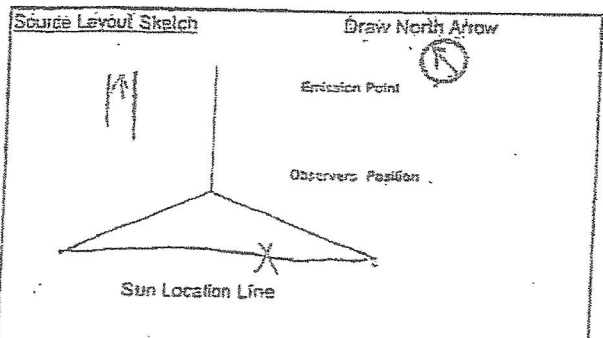 Source Layout Sketch
Draw North Arrow
Emission Point
Observers Position
X
Sun Location Line